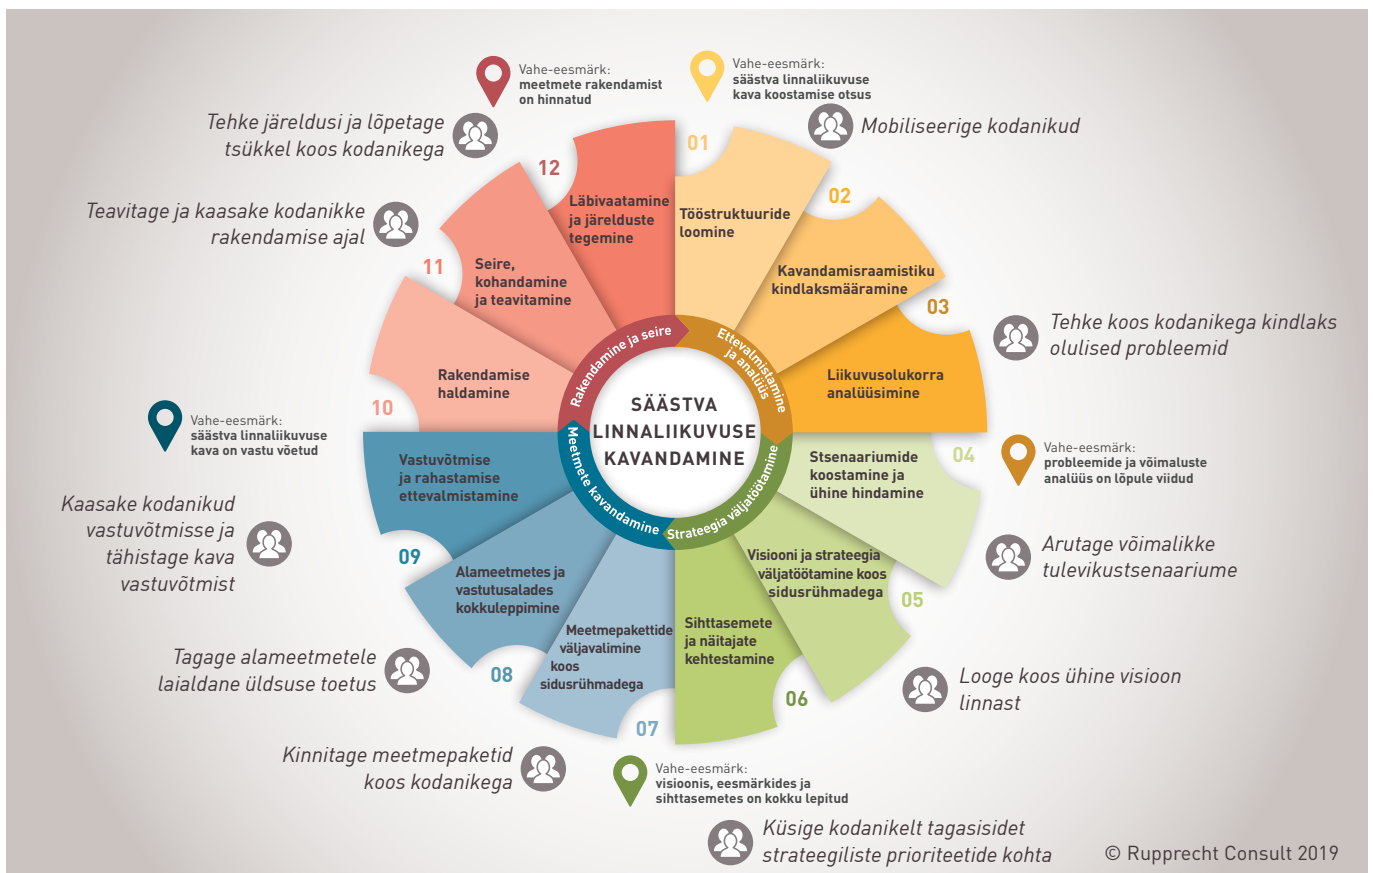 Vahe-eesmärk:
meetmete rakendamist
on hinnatud
Vahe-eesmärk:
säästva linnaliikuvuse
kava koostamise otsus
Tehke järeldusi ja lõpetage
tsükkel koos kodanikega
Mobiliseerige kodanikud
Teavitage ja kaasake kodanikke
rakendamise ajal
Tehke koos kodanikega kindlaks
olulised probleemid
01
Tööstruktuuride
loomine
02
Kavandamisraamistiku
kindlaksmääramine
03
Liikuvusolukorra
analüüsimine
04
Stsenaariumide
koostamine ja
ühine hindamine
05
Visiooni ja strateegia
väljatöötamine koos
sidusrühmadega
06
Sihttasemete
ja näitajate
kehtestamine
07
Meetmepakettide
väljavalimine
koos
sidusrühmadega
08
Alameetmetes ja
vastutusalades
kokkuleppimine
09
Vastuvõtmise
ja rahastamise
ettevalmistamine
10
Rakendamise
haldamine
11
Seire,
kohandamine
ja teavitamine
12
Läbivaatamine
ja järelduste
tegemine
Ettevalmistamine
ja analüüs
Strateegia väljatöötamine
Meetmete kavandamine
Rakendamine ja seire
SÄÄSTVA
LINNALIIKUVUSE
KAVANDAMINE
Vahe-eesmärk:
säästva linnaliikuvuse
kava on vastu võetud
Vahe-eesmärk:
probleemide ja võimaluste
analüüs on lõpule viidud
Kaasake kodanikud
vastuvõtmisse ja
tähistage kava
vastuvõtmist
Arutage võimalikke
tulevikustsenaariume
Tagage alameetmetele
laialdane üldsuse toetus
Looge koos ühine visioon
linnast
Kinnitage meetmepaketid
koos kodanikega
Vahe-eesmärk:
visioonis, eesmärkides ja
sihttasemetes on kokku lepitud
Küsige kodanikelt tagasisidet
strateegiliste prioriteetide kohta
© Rupprecht Consult 2019